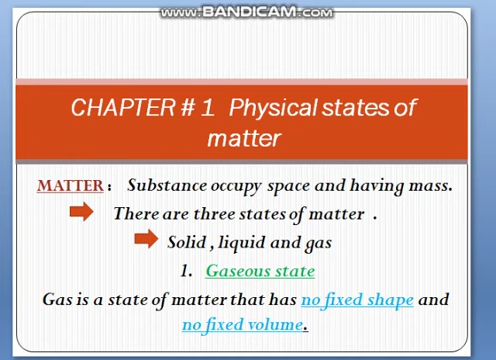 www.BANDICAM.com
CHAPTER # 1 Physical states of
matter
MATTER : Substance occupy space and having mass.
There are three states of matter .
Solid , liquid and gas
1. Gaseous state
Gas is a state of matter that has no fixed shape and
no fixed volume.